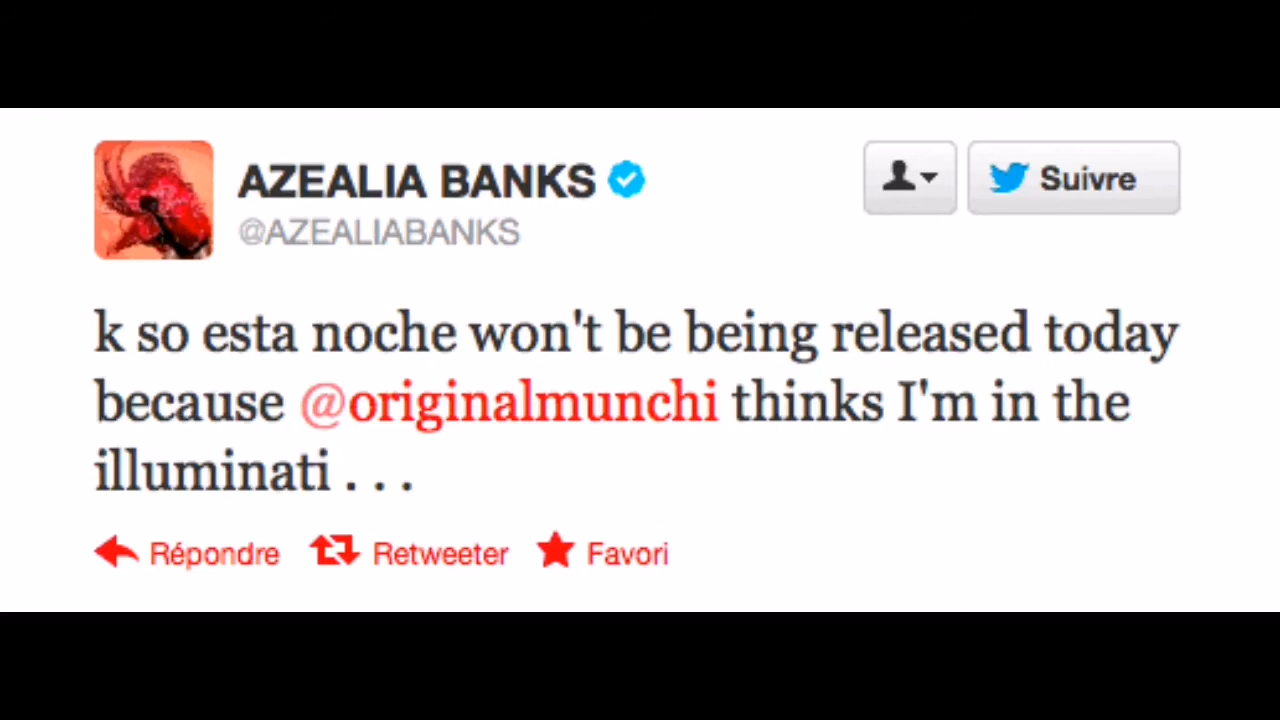 AZEALIA BANKS
@AZEALIABANKS
Suivre
k so esta noche won't be being released today
because @originalmunchi thinks I'm in the
illuminati . . .
Répondre Retweeter Favori